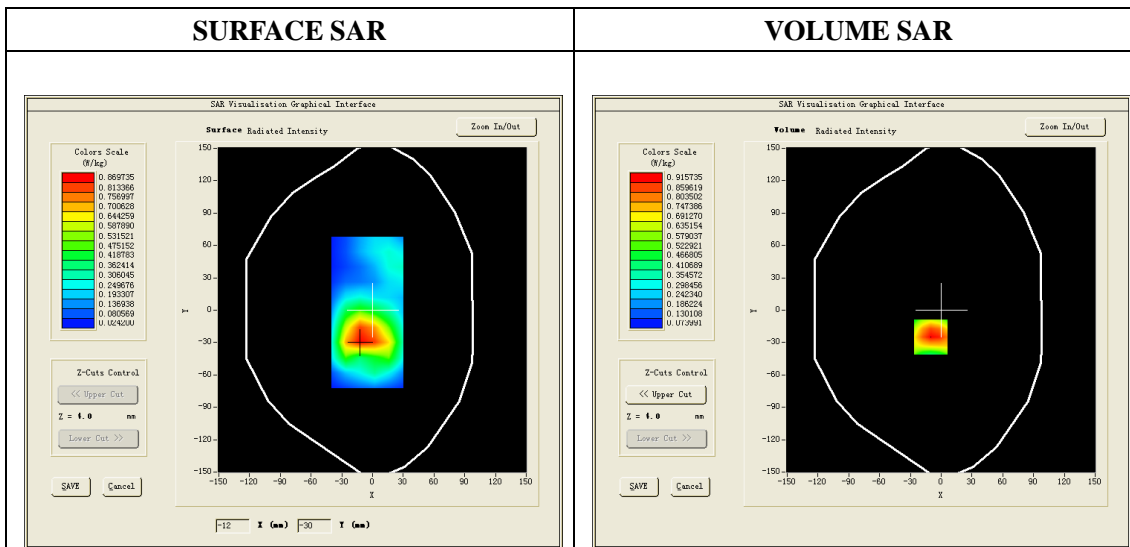 SURFACE SAR
VOLUME SAR
SAR Visualisation Graphical Interface
Surface Radiated Intensity
Zoom In/Out
Colors Scale
(W/kg)
0.869735
0.813366
0.756997
0.700628
0.644259
0.587890
0.531521
0.475152
0.418783
0.362414
0.306045
0.249676
0.193307
0.136938
0.080569
0.024200
150
120
90
60
30
0
-30
-60
-90
-120
-150
Y
-150 -120 -90 -60 -30 0 30 60 90 120 150
X
Z-Cuts Control
<< Upper Cut
Z = 4.0 mm
Lower Cut >>
SAVE Cancel
-12 X (mm) -30 Y (mm)
SAR Visualisation Graphical Interface
Volume Radiated Intensity
Zoom In/Out
Colors Scale
(W/kg)
0.915735
0.859619
0.803502
0.747386
0.691270
0.635154
0.579037
0.522921
0.466805
0.410689
0.354572
0.298456
0.242340
0.186224
0.130108
0.073991
150
120
90
60
30
0
-30
-60
-90
-120
-150
Y
-150 -120 -90 -60 -30 0 30 60 90 120 150
X
Z-Cuts Control
<< Upper Cut
Z = 4.0 mm
Lower Cut >>
SAVE Cancel